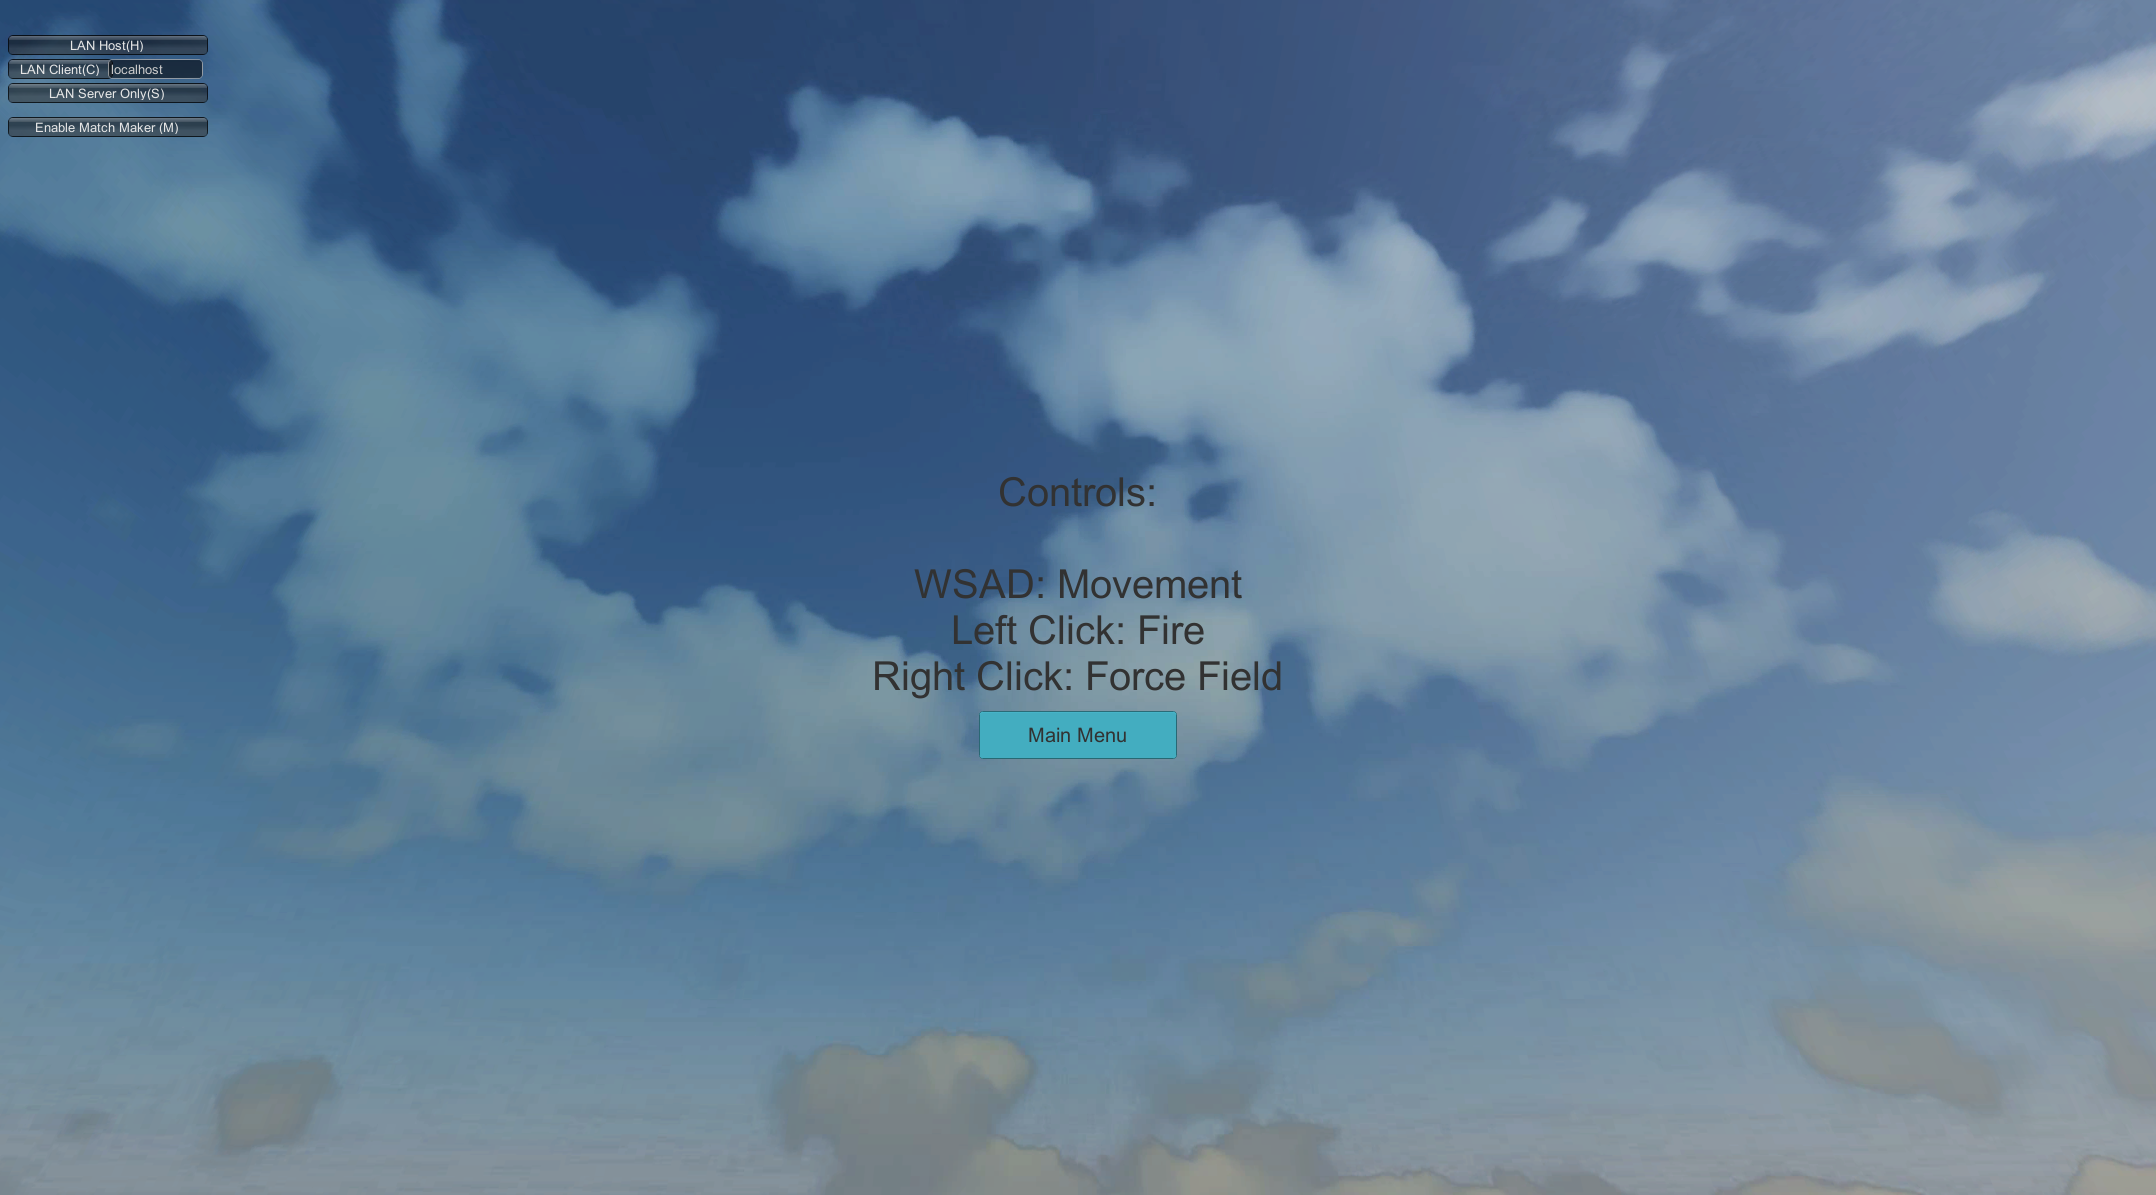 LAN Host(H)
LAN Client(C) localhost
LAN Server Only(S)
Enable Match Maker (M)
Controls:
WSAD: Movement
Left Click: Fire
Right Click: Force Field
Main Menu